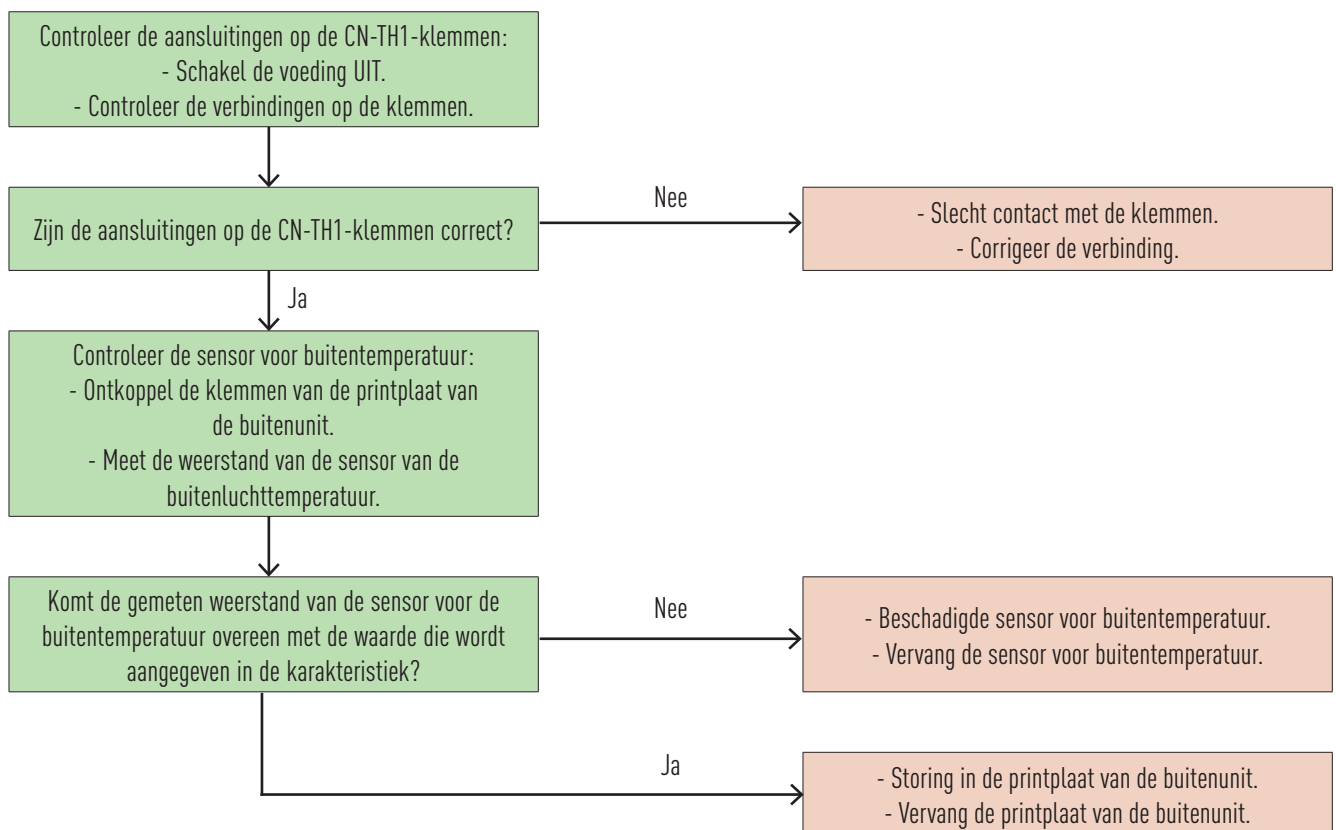 Controleer de aansluitingen op de CN-TH1-klemmen:
- Schakel de voeding UIT.
- Controleer de verbindingen op de klemmen.
Zijn de aansluitingen op de CN-TH1-klemmen correct?
Nee
- Slecht contact met de klemmen.
- Corrigeer de verbinding.
Ja
Controleer de sensor voor buitentemperatuur:
- Ontkoppel de klemmen van de printplaat van
de buitenunit.
- Meet de weerstand van de sensor van de
buitenluchttemperatuur.
Komt de gemeten weerstand van de sensor voor de
buitentemperatuur overeen met de waarde die wordt
aangegeven in de karakteristiek?
Nee
- Beschadigde sensor voor buitentemperatuur.
- Vervang de sensor voor buitentemperatuur.
Ja
- Storing in de printplaat van de buitenunit.
- Vervang de printplaat van de buitenunit.